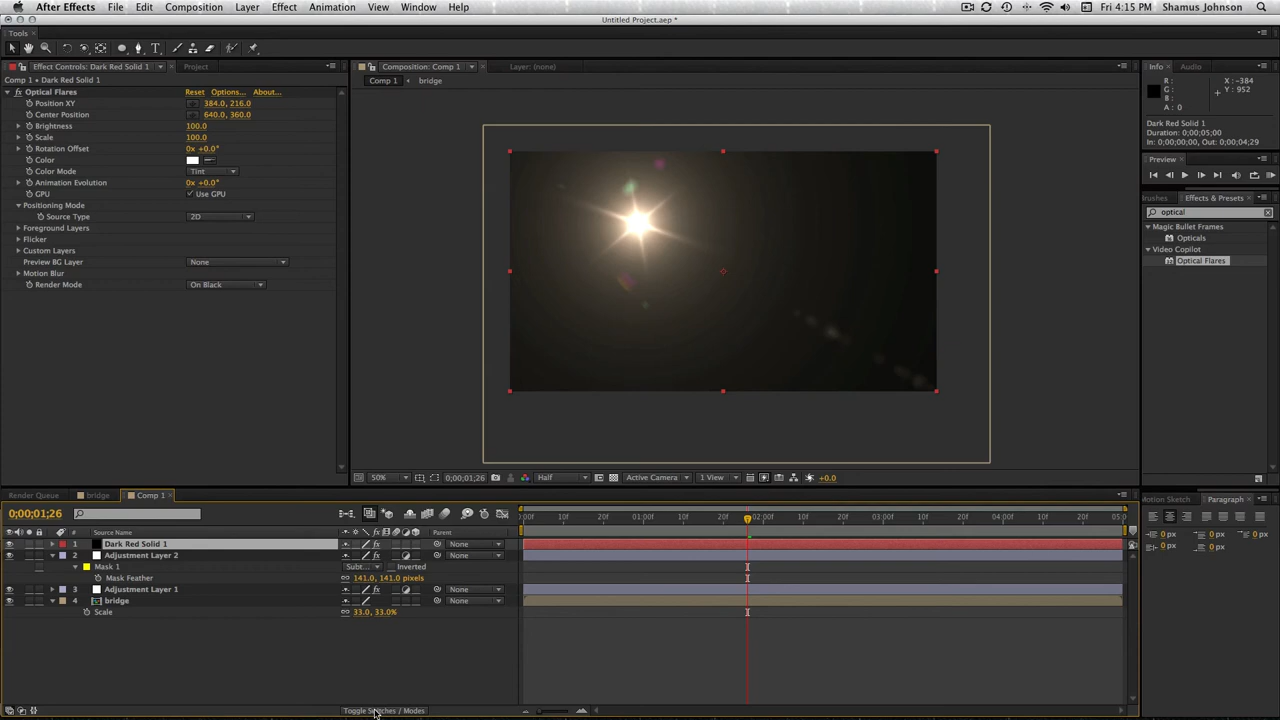 After Effects File Edit Composition Layer Effect Animation View Window Help Fri 4:15 PM Shamus Johnson
Untitled Project.aep *
Tools
Effect Controls: Dark Red Solid 1 Project Composition: Comp 1 Layer: (none) Info Audio
Comp 1 • Dark Red Solid 1 Comp 1 bridge
fx Optical Flares Reset Options... About...
Position XY 384.0, 216.0
Center Position 640.0, 360.0
Brightness 100.0
Scale 100.0
Rotation Offset 0x +0.0°
Color
Color Mode Tint
Animation Evolution 0x +0.0°
GPU Use GPU
Positioning Mode
Source Type 2D
Foreground Layers
Flicker
Custom Layers
Preview BG Layer None
Motion Blur
Render Mode On Black
50% 0;00;01;26 Half Active Camera 1 View +0.0
R :
G :
B :
A : 0
X : -384
Y : 952
Dark Red Solid 1
Duration: 0;00;05;00
In: 0;00;00;00, Out: 0;00;04;29
Preview
Brushes Effects & Presets
optical
Magic Bullet Frames
Opticals
Video Copilot
Optical Flares
Render Queue bridge Comp 1
0;00;01;26
# Source Name fx Parent
:00f 10f 20f 01:00f 10f 20f 02:00f 10f 20f 03:00f 10f 20f 04:00f 10f 20f 05:0
1 Dark Red Solid 1 fx None
2 Adjustment Layer 2 None
Mask 1 Subt... Inverted
Mask Feather 141.0, 141.0 pixels
3 Adjustment Layer 1 fx None
4 bridge None
Scale 33.0, 33.0%
Toggle Switches / Modes
Motion Sketch Paragraph
0 px 0 px 0 px
0 px 0 px